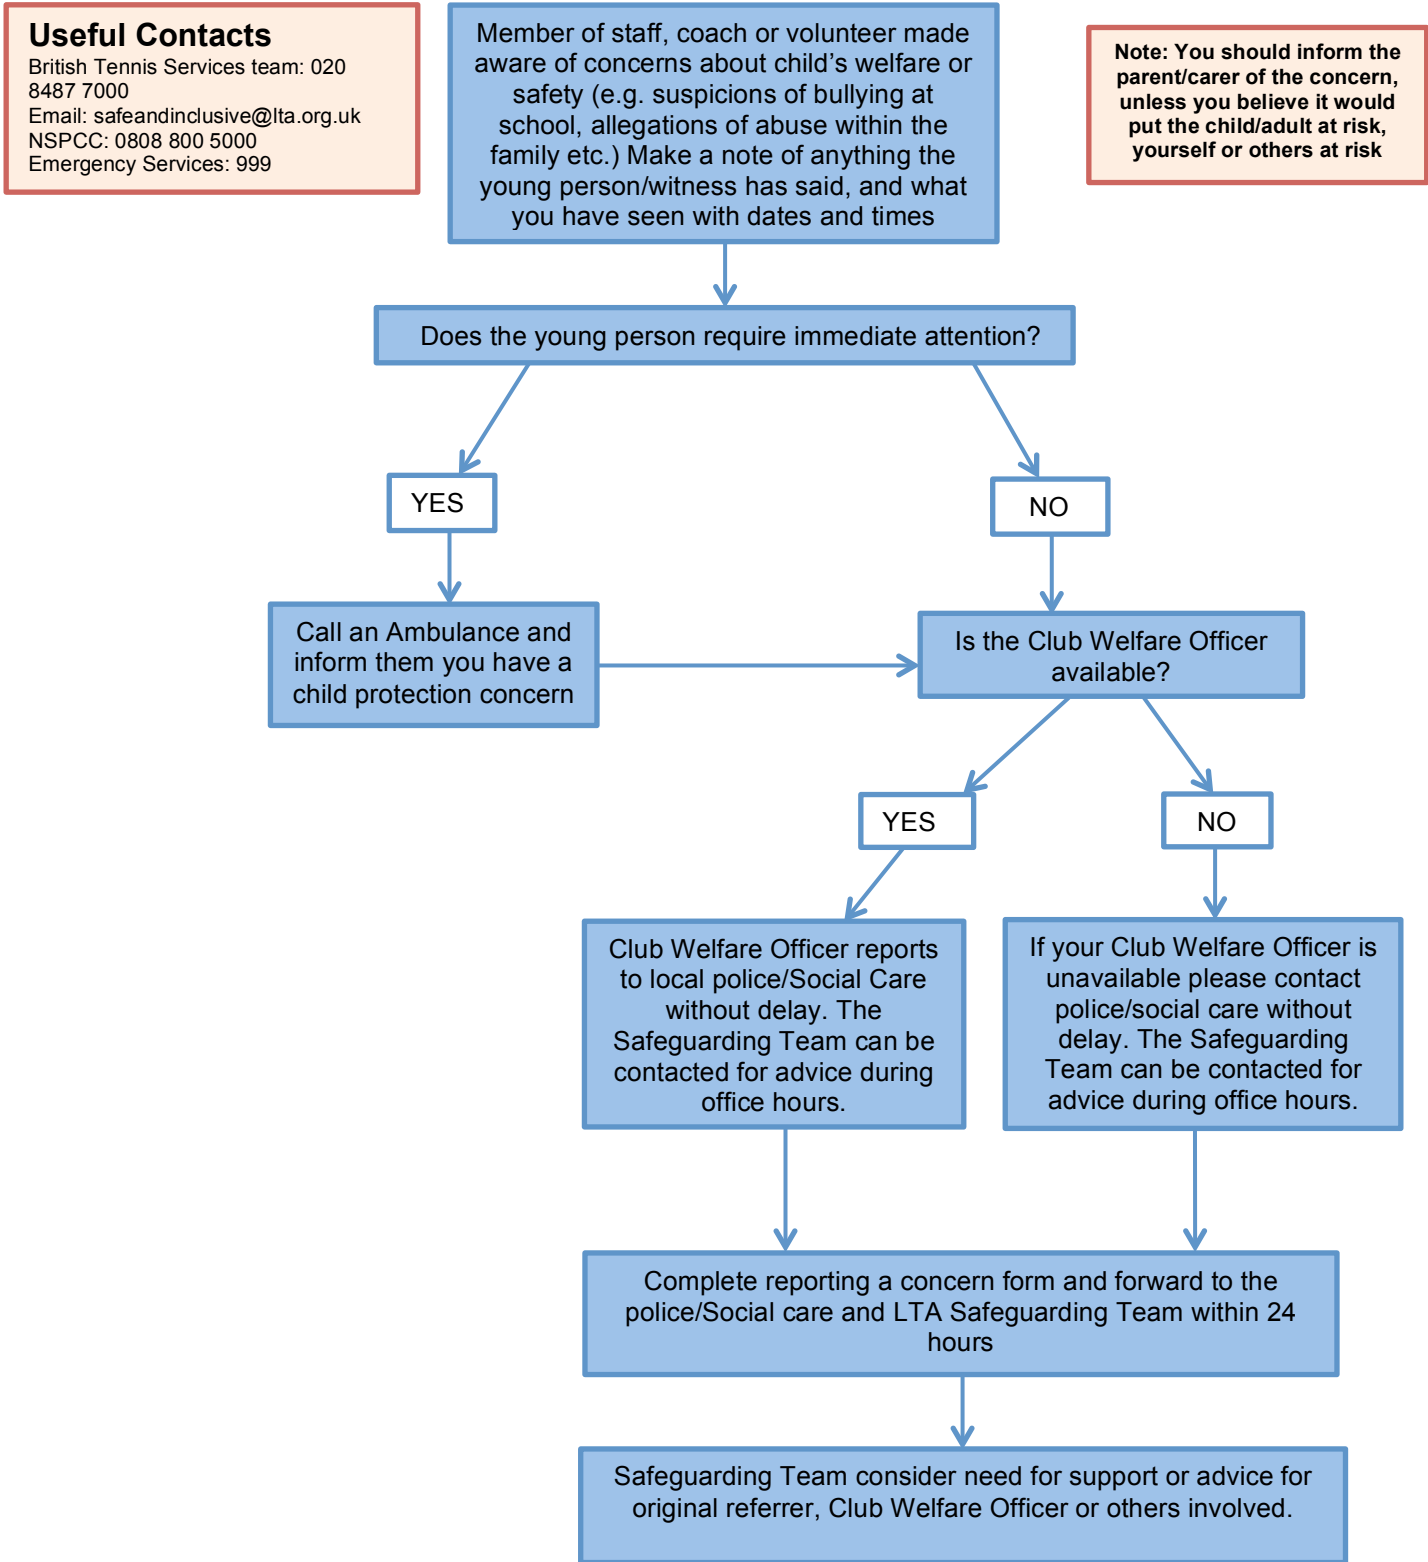 Useful Contacts
British Tennis Services team: 020
8487 7000
Email: safeandinclusive@lta.org.uk
NSPCC: 0808 800 5000
Emergency Services: 999
Member of staff, coach or volunteer made
aware of concerns about child’s welfare or
safety (e.g. suspicions of bullying at
school, allegations of abuse within the
family etc.) Make a note of anything the
young person/witness has said, and what
you have seen with dates and times
Note: You should inform the
parent/carer of the concern,
unless you believe it would
put the child/adult at risk,
yourself or others at risk
Does the young person require immediate attention?
YES
NO
Call an Ambulance and
inform them you have a
child protection concern
Is the Club Welfare Officer
available?
YES
NO
Club Welfare Officer reports
to local police/Social Care
without delay. The
Safeguarding Team can be
contacted for advice during
office hours.
If your Club Welfare Officer is
unavailable please contact
police/social care without
delay. The Safeguarding
Team can be contacted for
advice during office hours.
Complete reporting a concern form and forward to the
police/Social care and LTA Safeguarding Team within 24
hours
Safeguarding Team consider need for support or advice for
original referrer, Club Welfare Officer or others involved.